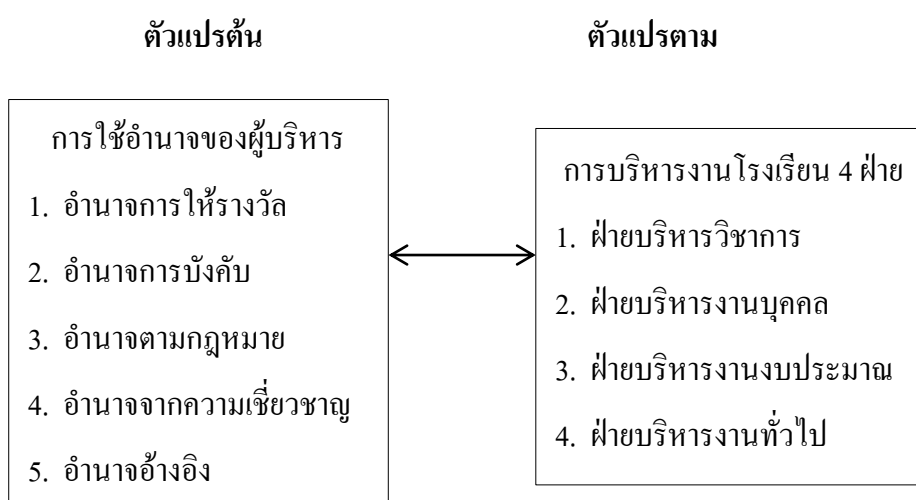 ตัวแปรต้น
ตัวแปรตาม
การใช้อำนาจของผู้บริหาร
1. อำนาจการให้รางวัล
2. อำนาจการบังคับ
3. อำนาจตามกฎหมาย
4. อำนาจจากความเชี่ยวชาญ
5. อำนาจอ้างอิง
การบริหารงานโรงเรียน 4 ฝ่าย
1. ฝ่ายบริหารวิชาการ
2. ฝ่ายบริหารงานบุคคล
3. ฝ่ายบริหารงานงบประมาณ
4. ฝ่ายบริหารงานทั่วไป